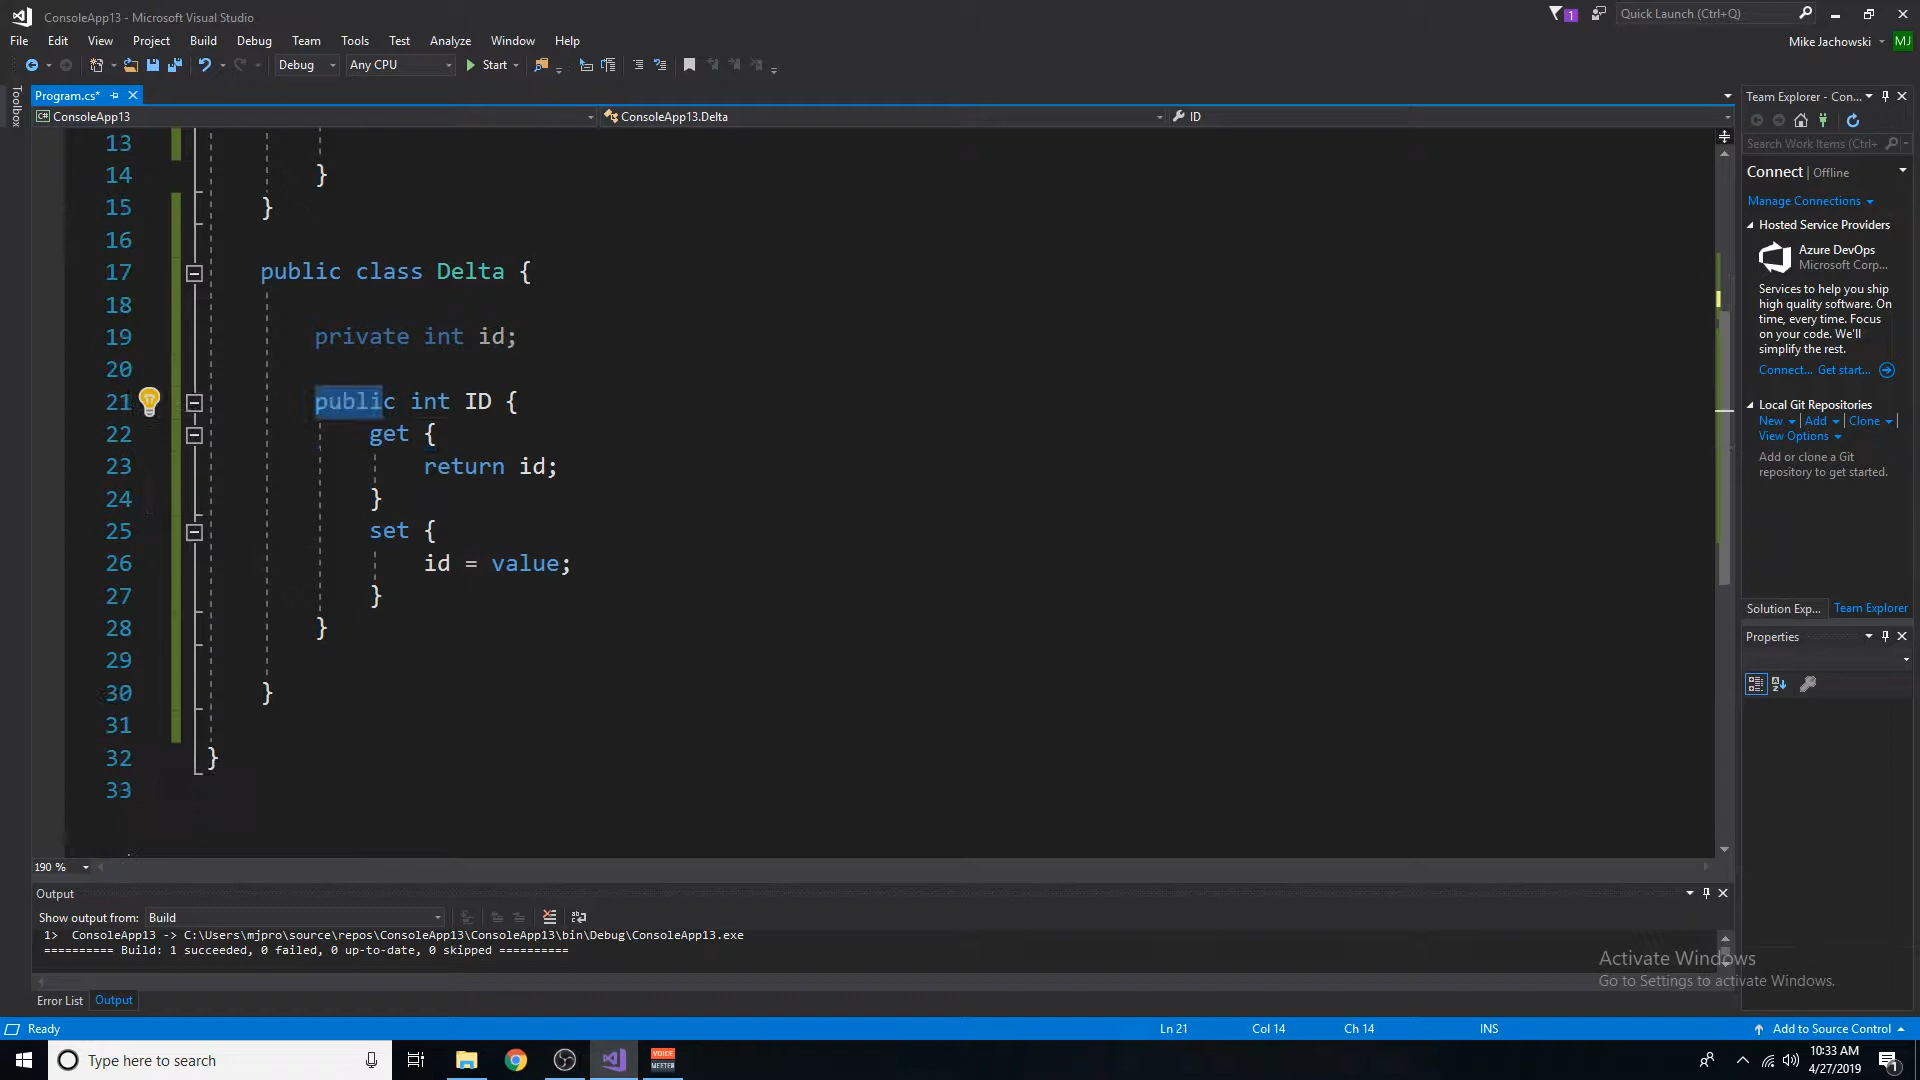 ConsoleApp13 - Microsoft Visual Studio
1
Quick Launch (Ctrl+Q)
File Edit View Project Build Debug Team Tools Test Analyze Window Help
Mike Jachowski MJ
Debug Any CPU Start
Toolbox
Program.cs*
C# ConsoleApp13 ConsoleApp13.Delta ID
13
14 }
15 }
16
17 public class Delta {
18
19 private int id;
20
21 public int ID {
22 get {
23 return id;
24 }
25 set {
26 id = value;
27 }
28 }
29
30 }
31
32 }
33
190 %
Team Explorer - Con...
Search Work Items (Ctrl+
Connect | Offline
Manage Connections
Hosted Service Providers
Azure DevOps
Microsoft Corp...
Services to help you ship
high quality software. On
time, every time. Focus
on your code. We'll
simplify the rest.
Connect... Get start...
Local Git Repositories
New | Add | Clone |
View Options
Add or clone a Git
repository to get started.
Solution Exp... Team Explorer
Properties
Output
Show output from: Build
1> ConsoleApp13 -> C:\Users\mjpro\source\repos\ConsoleApp13\ConsoleApp13\bin\Debug\ConsoleApp13.exe
========== Build: 1 succeeded, 0 failed, 0 up-to-date, 0 skipped ==========
Activate Windows
Go to Settings to activate Windows.
Error List Output
Ready Ln 21 Col 14 Ch 14 INS Add to Source Control
Type here to search
VOICE
MEETER
10:33 AM
4/27/2019
1